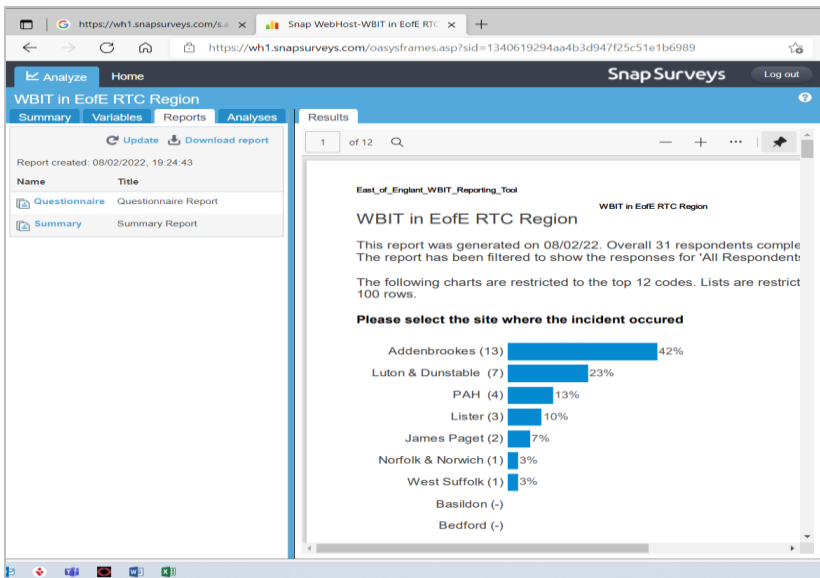 https://wh1.snapsurveys.com/s.a
Snap WebHost-WBIT in EofE RTC
https://wh1.snapsurveys.com/oasysframes.asp?sid=1340619294aa4b3d947f25c51e1b6989
Analyze Home
Snap Surveys
Log out
WBIT in EofE RTC Region
?
Summary Variables Reports Analyses
Results
Update Download report
1 of 12
Report created: 08/02/2022, 19:24:43
Name Title
Questionnaire Questionnaire Report
Summary Summary Report
East_of_Englant_WBIT_Reporting_Tool
WBIT in EofE RTC Region
WBIT in EofE RTC Region
This report was generated on 08/02/22. Overall 31 respondents comple
The report has been filtered to show the responses for 'All Respondents
The following charts are restricted to the top 12 codes. Lists are restrict
100 rows.
Please select the site where the incident occured
Addenbrookes (13) 42%
Luton & Dunstable (7) 23%
PAH (4) 13%
Lister (3) 10%
James Paget (2) 7%
Norfolk & Norwich (1) 3%
West Suffolk (1) 3%
Basildon (-)
Bedford (-)